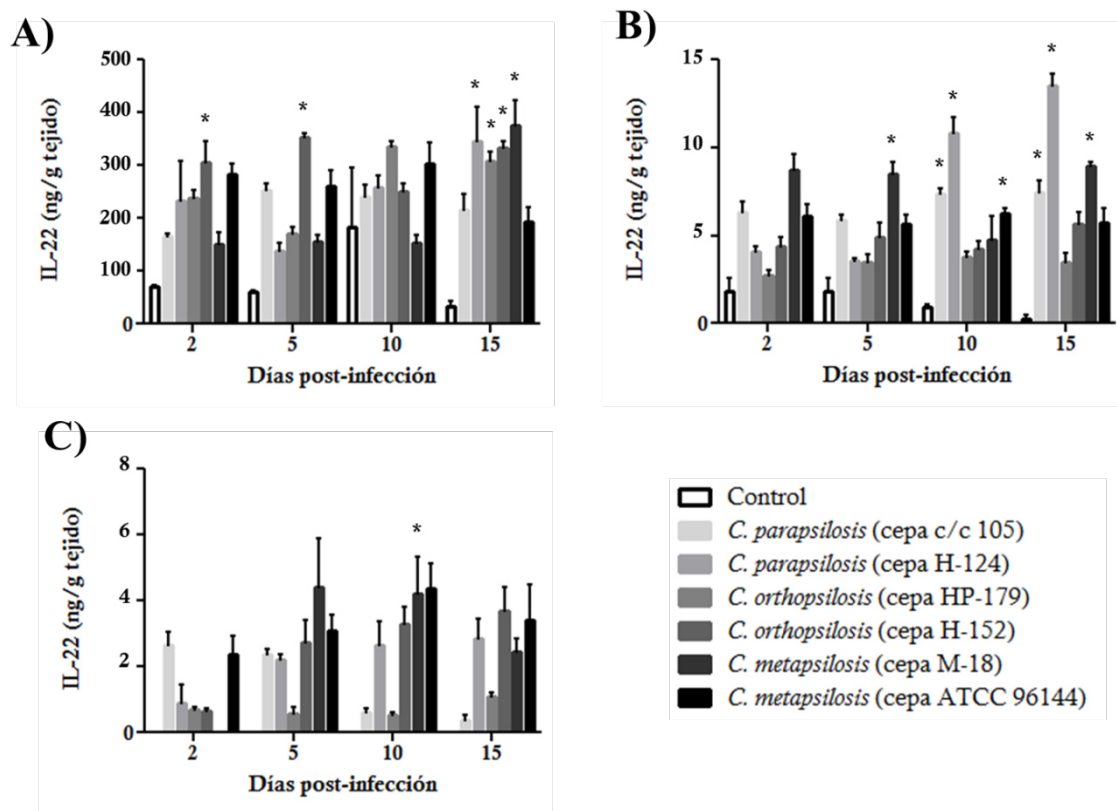 A)
500
400
300
200
100
0
IL-22 (ng/g tejido)
* * * * * *
2 5 10 15
Días post-infección
B)
15
10
5
0
IL-22 (ng/g tejido)
* * * * * * *
2 5 10 15
Días post-infección
C)
8
6
4
2
0
IL-22 (ng/g tejido)
*
2 5 10 15
Días post-infección
Control
C. parapsilosis (cepa c/c 105)
C. parapsilosis (cepa H-124)
C. orthopsilosis (cepa HP-179)
C. orthopsilosis (cepa H-152)
C. metapsilosis (cepa M-18)
C. metapsilosis (cepa ATCC 96144)